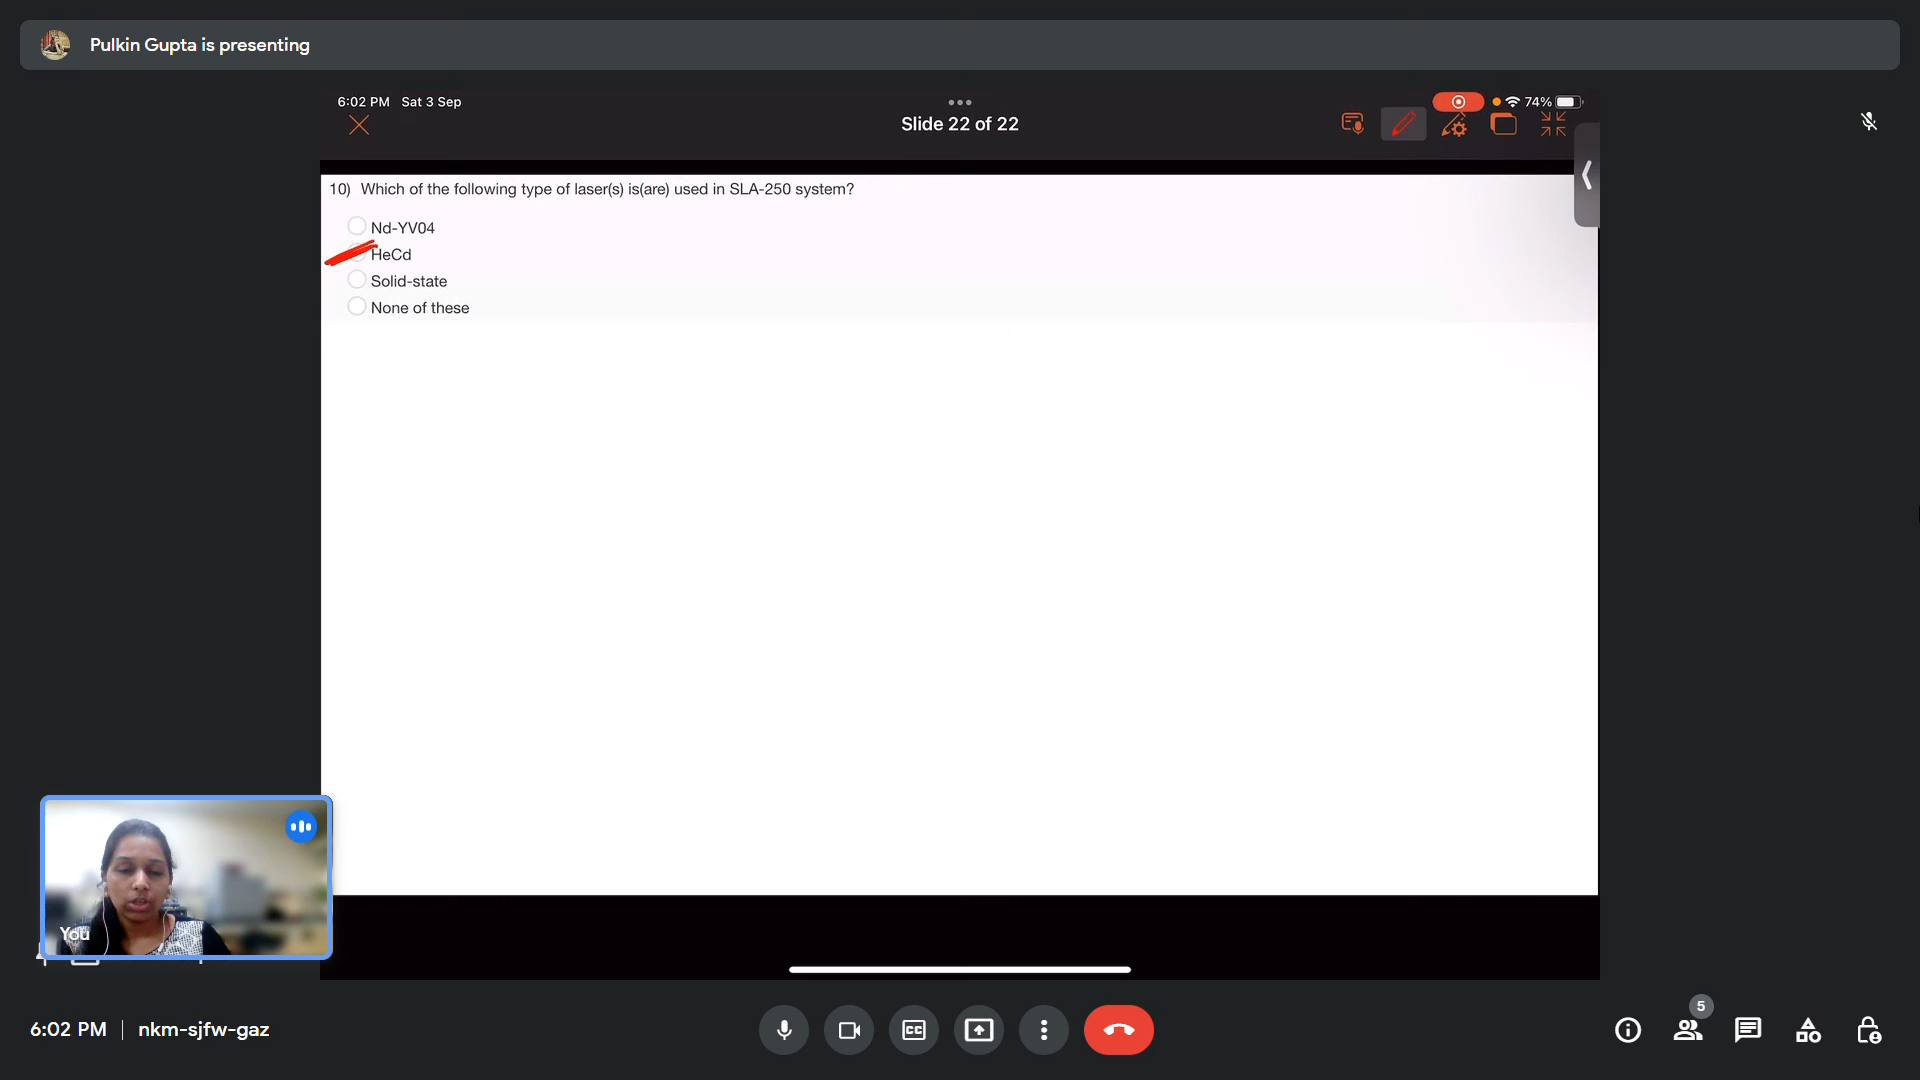 Pulkin Gupta is presenting
6:02 PM Sat 3 Sep
74%
Slide 22 of 22
10) Which of the following type of laser(s) is(are) used in SLA-250 system?
Nd-YV04
HeCd
Solid-state
None of these
You
5
6:02 PM | nkm-sjfw-gaz
CC